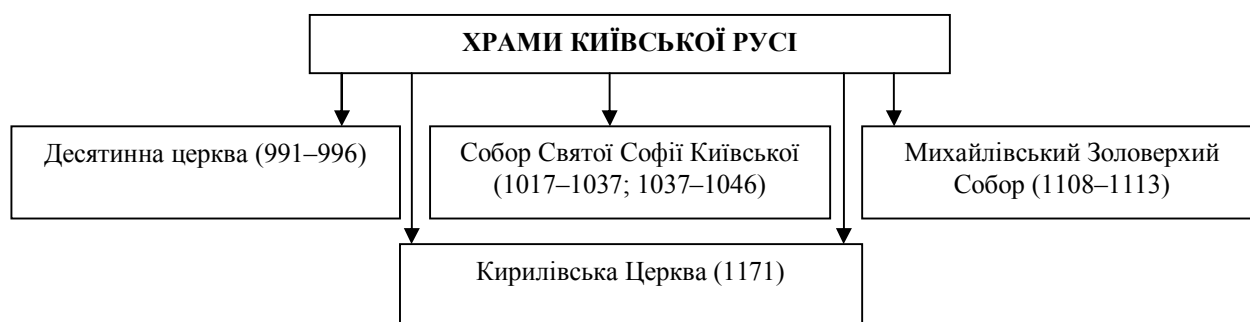 ХРАМИ КИЇВСЬКОЇ РУСІ
Десятинна церква (991–996)
Собор Святої Софії Київської
(1017–1037; 1037–1046)
Михайлівський Золоверхий
Собор (1108–1113)
Кирилівська Церква (1171)